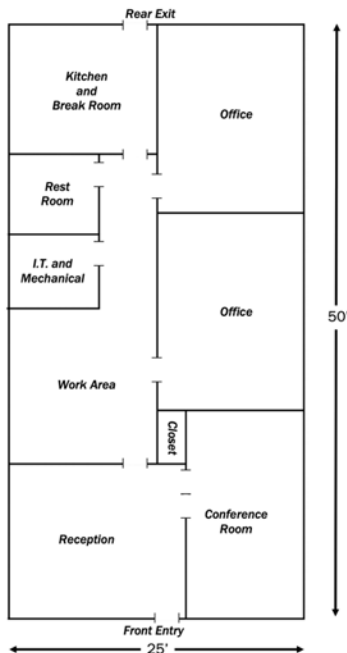 Rear Exit
Kitchen
and
Break Room
Office
Rest
Room
I.T. and
Mechanical
Office
50'
Work Area
Closet
Conference
Room
Reception
Front Entry
25'